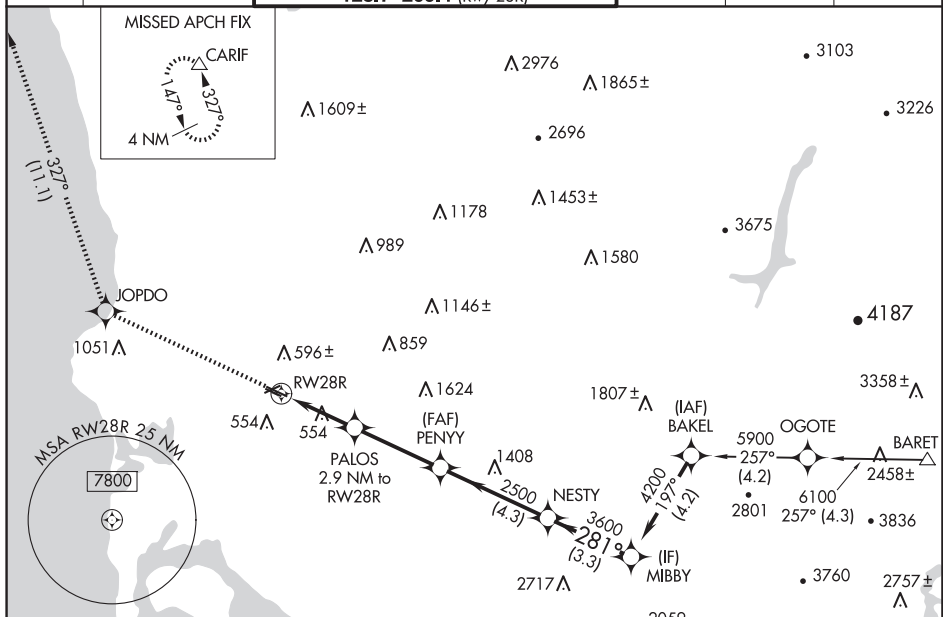 MISSED APCH FIX
CARIF
147°
327°
4 NM
2976
3103
1865±
1609±
3226
2696
327°
(11.1)
1453±
1178
3675
989
1580
JOPDO
1146±
4187
1051
859
596±
RW28R
3358±
1624
1807±
(IAF)
BAKEL
OGOTE
(FAF)
PENYY
554
554
5900
257°
(4.2)
BARET
MSA RW28R 25 NM
7800
PALOS
2.9 NM to
RW28R
1408
2458±
4200
197°
(4.2)
6100
257° (4.3)
2500
(4.3)
NESTY
2801
3836
3600
281°
(3.3)
(IF)
MIBBY
2717
3760
2757±